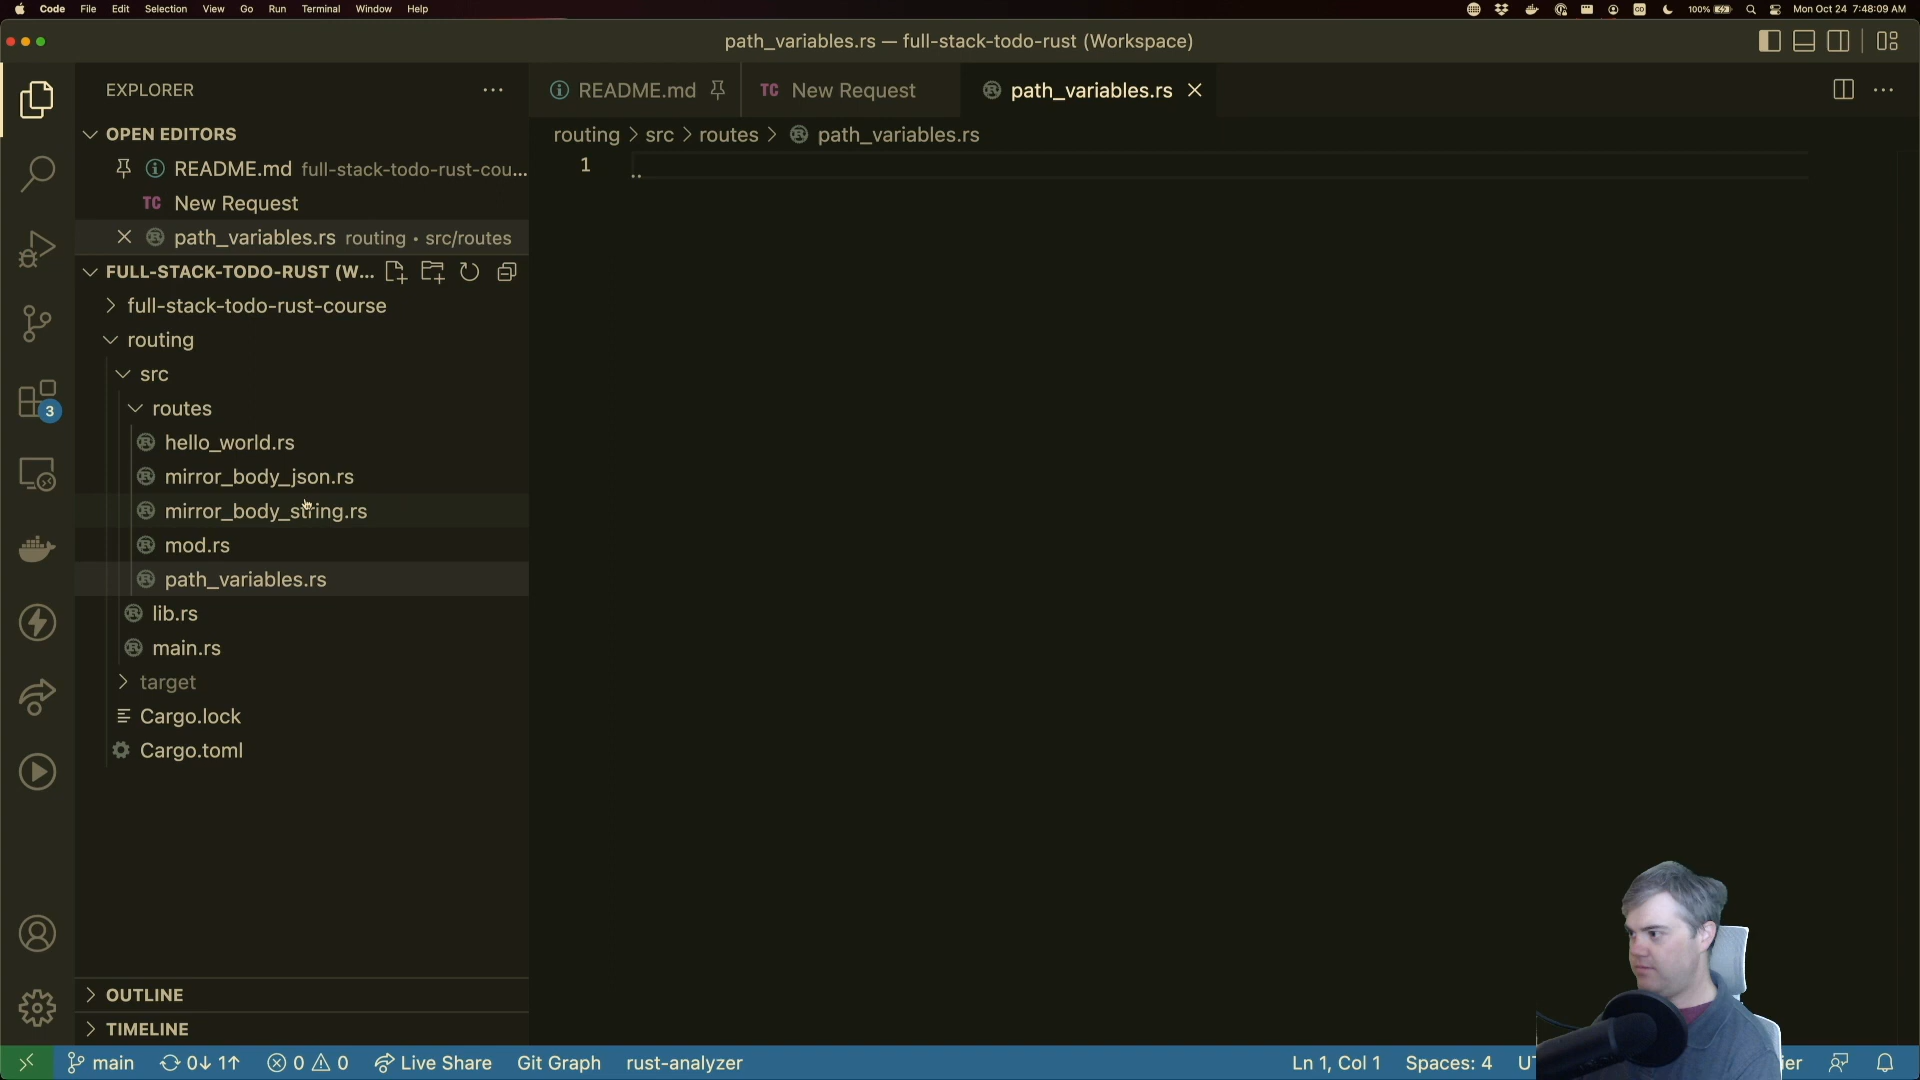 Code File Edit Selection View Go Run Terminal Window Help 100% Mon Oct 24 7:48:09 AM
path_variables.rs — full-stack-todo-rust (Workspace)
EXPLORER
README.md TC New Request path_variables.rs
OPEN EDITORS
routing > src > routes > path_variables.rs
README.md full-stack-todo-rust-cou...
1
TC New Request
path_variables.rs routing • src/routes
FULL-STACK-TODO-RUST (W...
full-stack-todo-rust-course
routing
src
routes
hello_world.rs
mirror_body_json.rs
mirror_body_string.rs
mod.rs
path_variables.rs
lib.rs
main.rs
target
Cargo.lock
Cargo.toml
3
OUTLINE
TIMELINE
main 0↓ 1↑ 0 0 Live Share Git Graph rust-analyzer Ln 1, Col 1 Spaces: 4